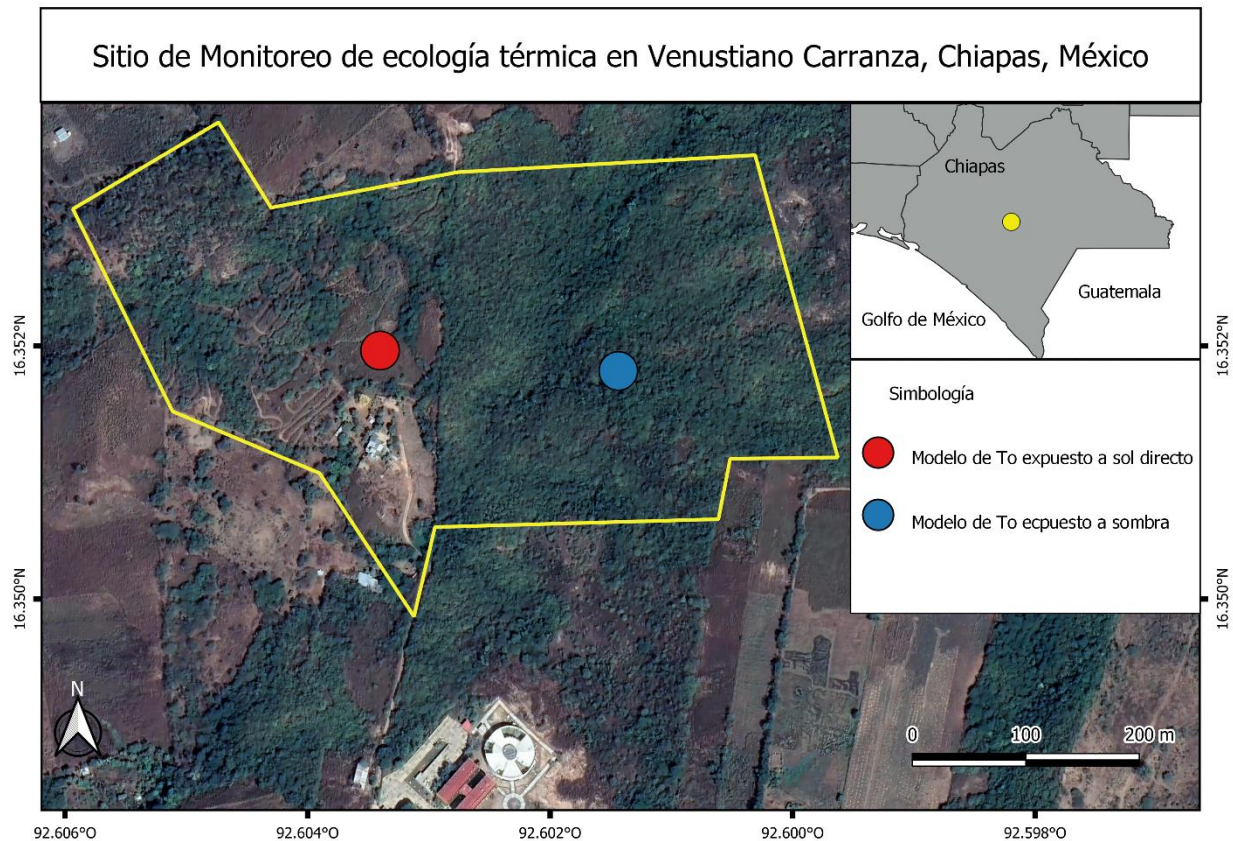 Sitio de Monitoreo de ecología térmica en Venustiano Carranza, Chiapas, México
Chiapas
Guatemala
Golfo de México
16.352°N
16.352°N
Simbología
Modelo de To expuesto a sol directo
Modelo de To ecpuesto a sombra
16.350°N
16.350°N
N
0 100 200 m
92.606°O 92.604°O 92.602°O 92.600°O 92.598°O